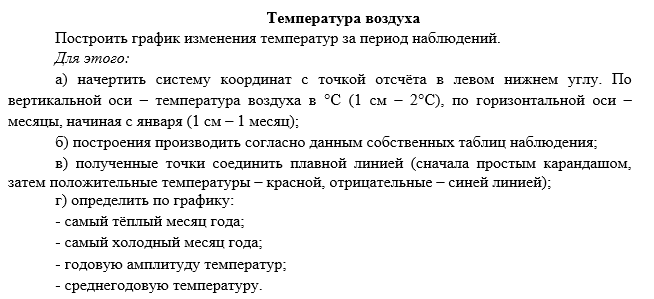 Температура воздуха
Построить график изменения температур за период наблюдений.
Для этого:
а) начертить систему координат с точкой отсчёта в левом нижнем углу. По
вертикальной оси – температура воздуха в °С (1 см – 2°С), по горизонтальной оси –
месяцы, начиная с января (1 см – 1 месяц);
б) построения производить согласно данным собственных таблиц наблюдения;
в) полученные точки соединить плавной линией (сначала простым карандашом,
затем положительные температуры – красной, отрицательные – синей линией);
г) определить по графику:
- самый тёплый месяц года;
- самый холодный месяц года;
- годовую амплитуду температур;
- среднегодовую температуру.